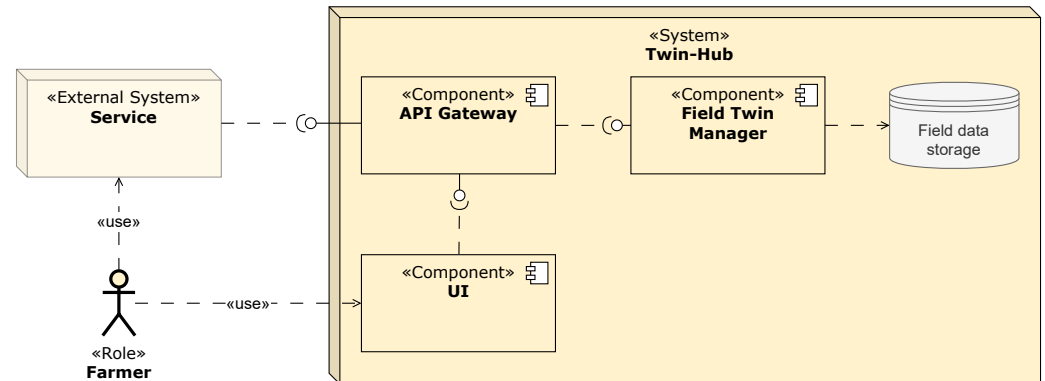 «System»
Twin-Hub
«External System»
Service
«Component»
API Gateway
«Component»
Field Twin
Manager
Field data
storage
«use»
«Component»
UI
«use»
«Role»
Farmer